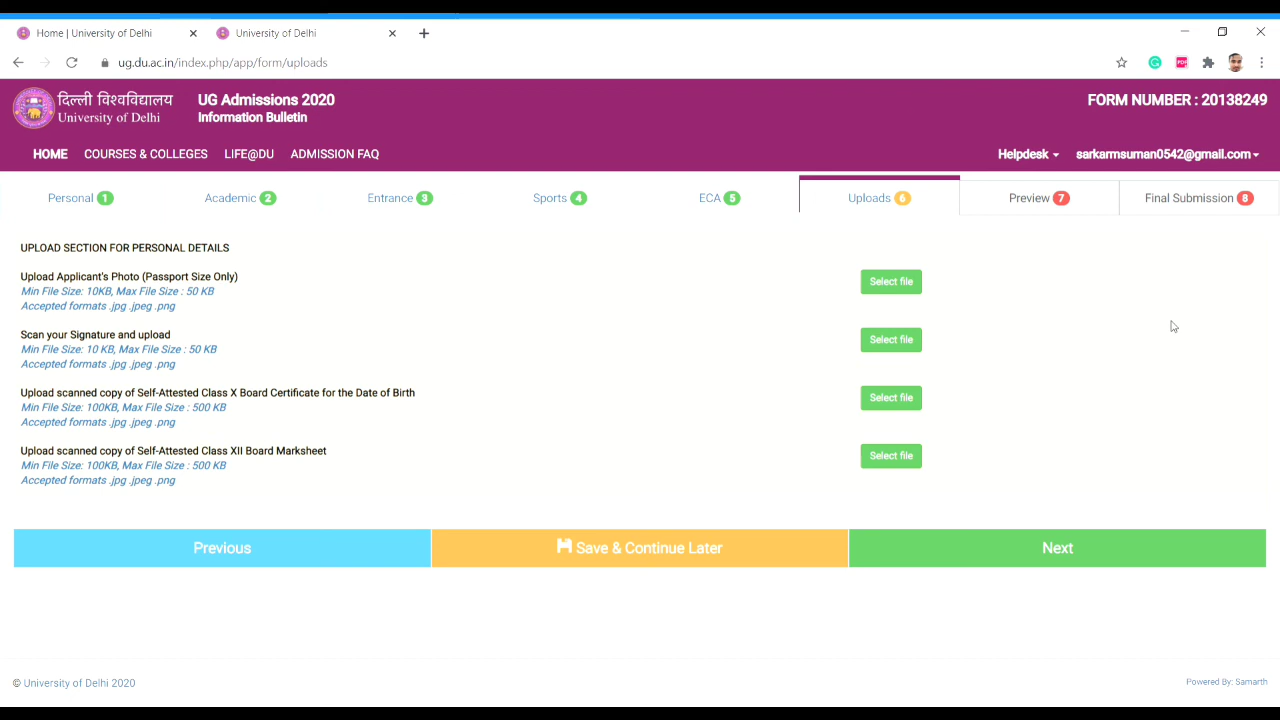 Home | University of Delhi
University of Delhi
ug.du.ac.in/index.php/app/form/uploads
PDF
दिल्ली विश्वविद्यालय
University of Delhi
UG Admissions 2020
Information Bulletin
FORM NUMBER : 20138249
HOME COURSES & COLLEGES LIFE@DU ADMISSION FAQ
Helpdesk sarkarmsuman0542@gmail.com
Personal 1 Academic 2 Entrance 3 Sports 4 ECA 5 Uploads 6 Preview 7 Final Submission 8
UPLOAD SECTION FOR PERSONAL DETAILS
Upload Applicant's Photo (Passport Size Only)
Min File Size: 10KB, Max File Size : 50 KB
Accepted formats .jpg .jpeg .png
Select file
Scan your Signature and upload
Min File Size: 10 KB, Max File Size : 50 KB
Accepted formats .jpg .jpeg .png
Select file
Upload scanned copy of Self-Attested Class X Board Certificate for the Date of Birth
Min File Size: 100KB, Max File Size : 500 KB
Accepted formats .jpg .jpeg .png
Select file
Upload scanned copy of Self-Attested Class XII Board Marksheet
Min File Size: 100KB, Max File Size : 500 KB
Accepted formats .jpg .jpeg .png
Select file
Previous
Save & Continue Later
Next
© University of Delhi 2020
Powered By: Samarth